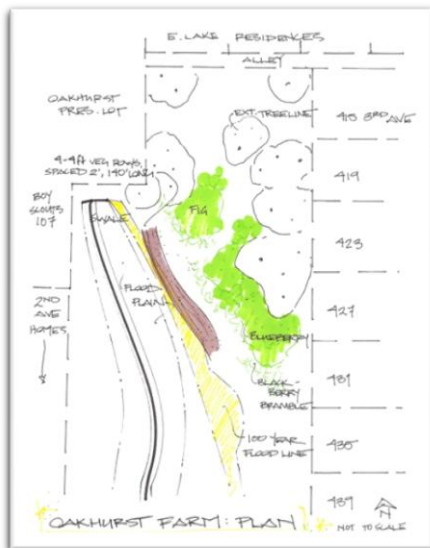 E. LAKE RESIDENCES
ALLEY
OAKHURST
PRES. LOT
EXT. TREELINE
415 3RD AVE
4-4ft VEG ROWS,
SPACED 2', 140' LONG
419
BOY
SCOUTS
107
SWALE
FIG
423
FLOOD
PLAIN
2ND
AVE
HOMES
427
BLUEBERRY
431
BLACK-
BERRY
BRAMBLE
100 YEAR
FLOOD LINE
435
439
N
NOT TO SCALE
OAKHURST FARM: PLAN